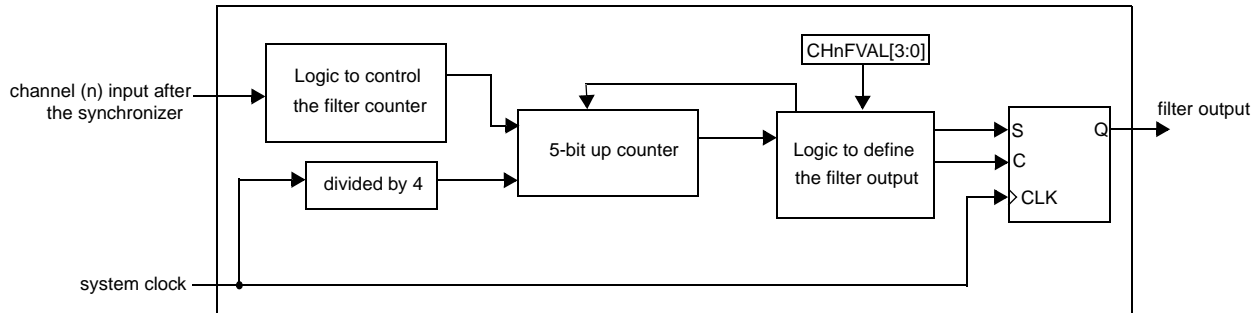 CHnFVAL[3:0]
Logic to control
the filter counter
channel (n) input after
the synchronizer
filter output
S
Q
5-bit up counter
Logic to define
the filter output
C
divided by 4
CLK
system clock